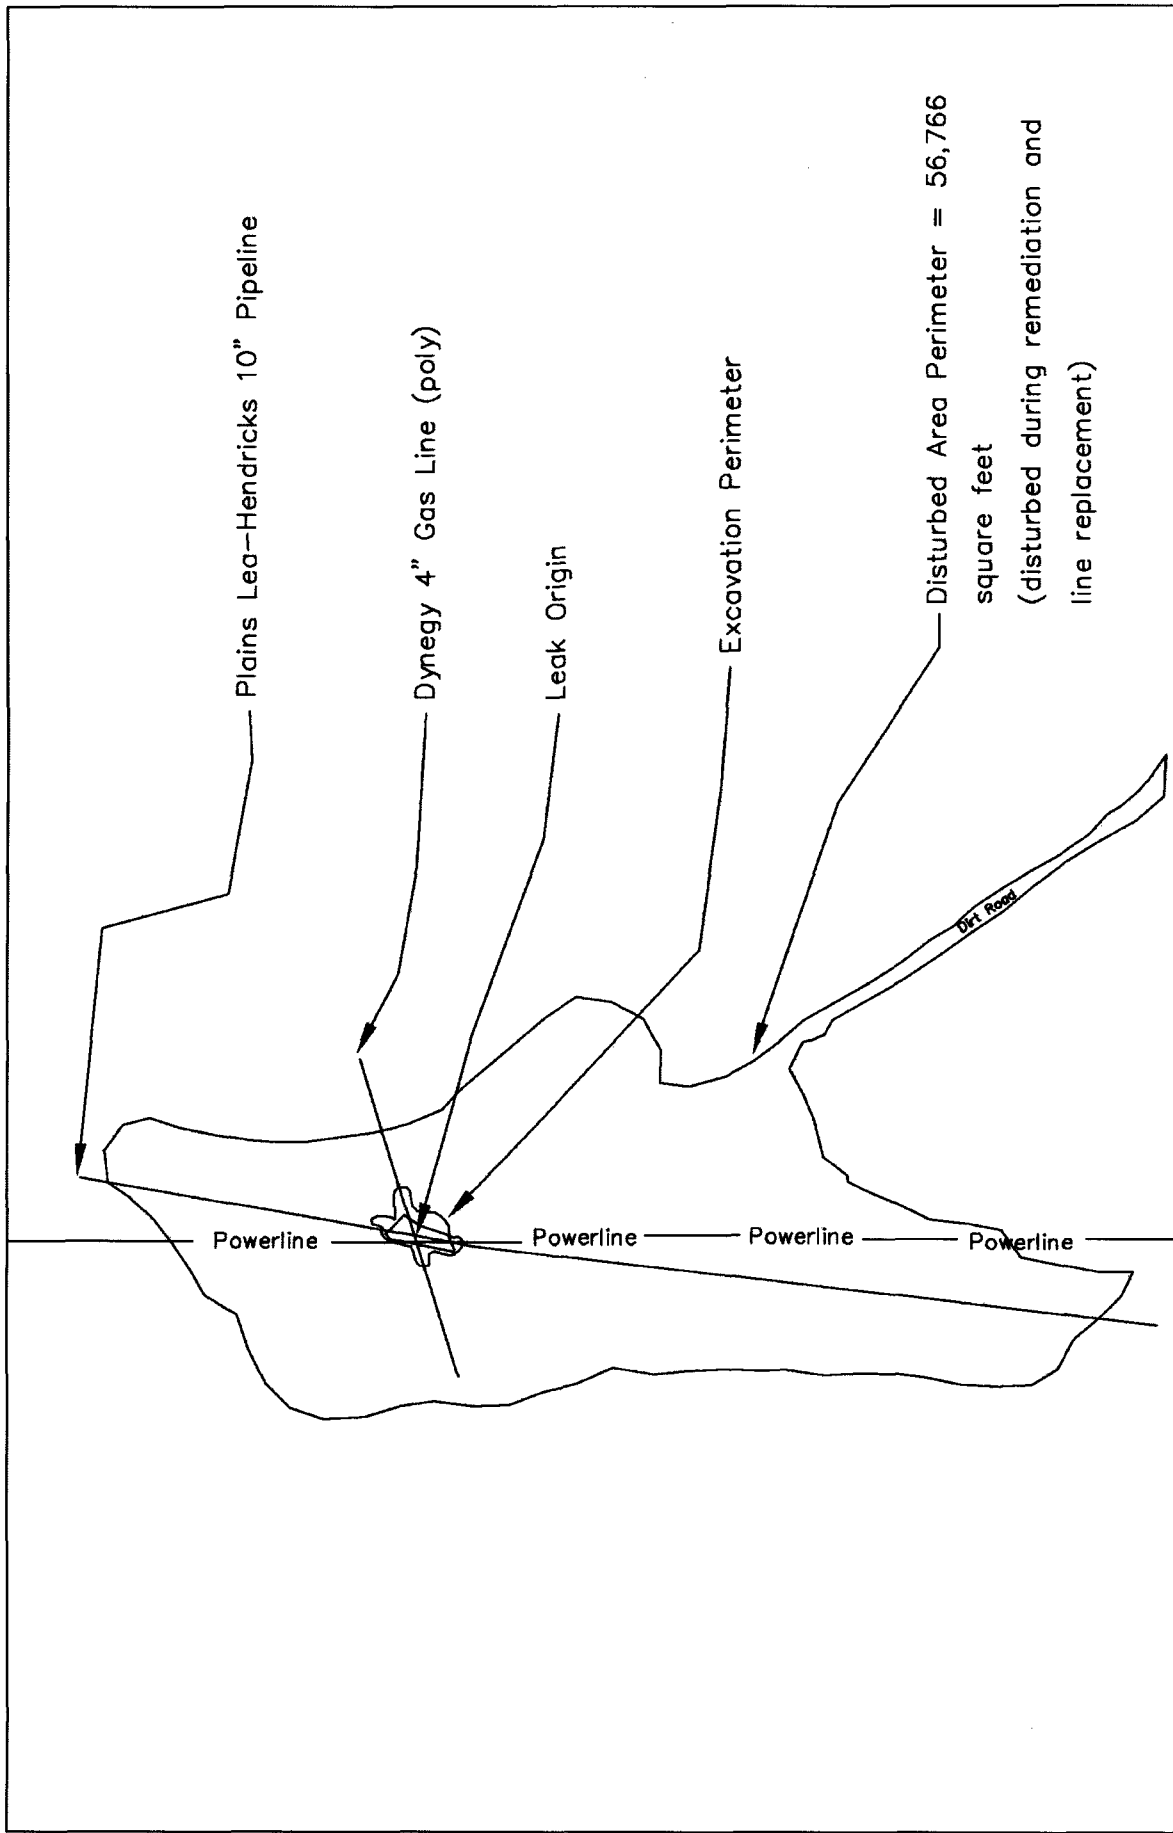 Plains Lea-Hendricks 10" Pipeline
Dynegy 4" Gas Line (poly)
Leak Origin
Excavation Perimeter
Disturbed Area Perimeter = 56,766
square feet
(disturbed during remediation and
line replacement)
Dirt Road
Powerline
Powerline
Powerline
Powerline